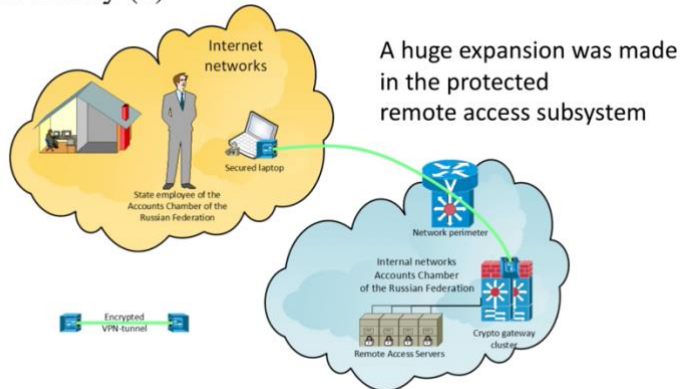 Internet
networks
A huge expansion was made
in the protected
remote access subsystem
Secured laptop
State employee of the
Accounts Chamber of the
Russian Federation
Network perimeter
Internal networks
Accounts Chamber
of the Russian Federation
Encrypted
VPN-tunnel
Remote Access Servers
Crypto gateway
cluster